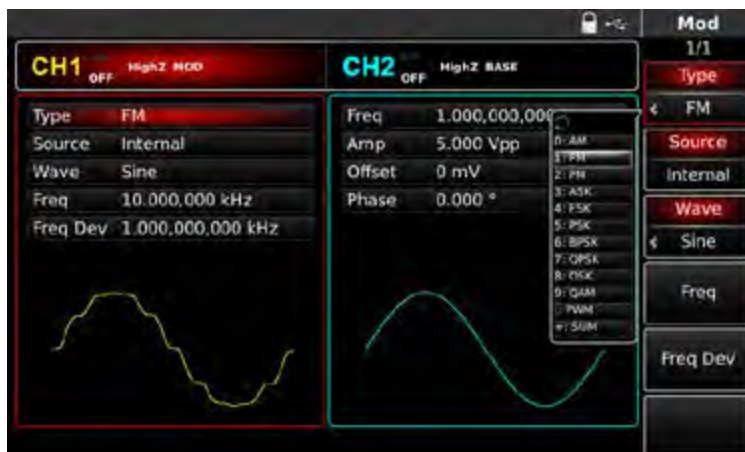 Mod
1/1
CH1 OFF HighZ MOD
CH2 OFF HighZ BASE
Type FM
Source Internal
Wave Sine
Freq 10.000,000 kHz
Freq Dev 1.000,000,000 kHz
Freq 1.000,000,000
Amp 5.000 Vpp
Offset 0 mV
Phase 0.000 °
0: AM
1: FM
2: PM
3: ASK
4: FSK
5: PSK
6: BPSK
7: QPSK
8: OSK
9: QAM
PWM
SUM
Type
FM
Source
Internal
Wave
Sine
Freq
Freq Dev